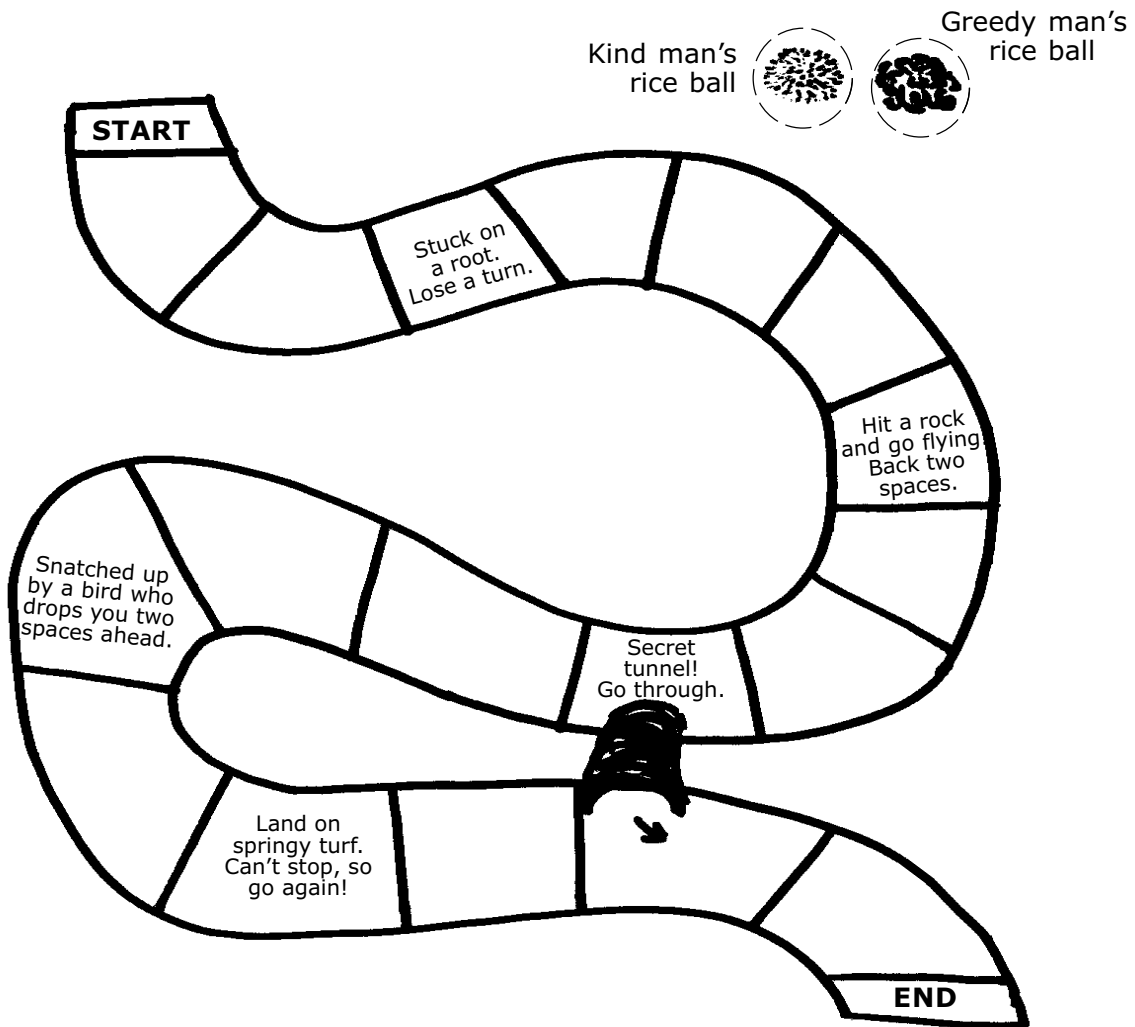 Kind man's
rice ball
Greedy man's
rice ball
START
Stuck on
a root.
Lose a turn.
Hit a rock
and go flying
Back two
spaces.
Secret
tunnel!
Go through.
Snatched up
by a bird who
drops you two
spaces ahead.
Land on
springy turf.
Can't stop, so
go again!
END